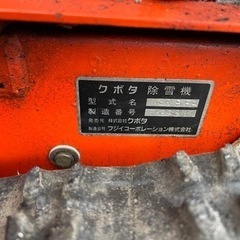 クボタ 除雪機
型式名
製造番号
発売元 株式会社クボタ
製造元 フジイコーポレーション株式会社